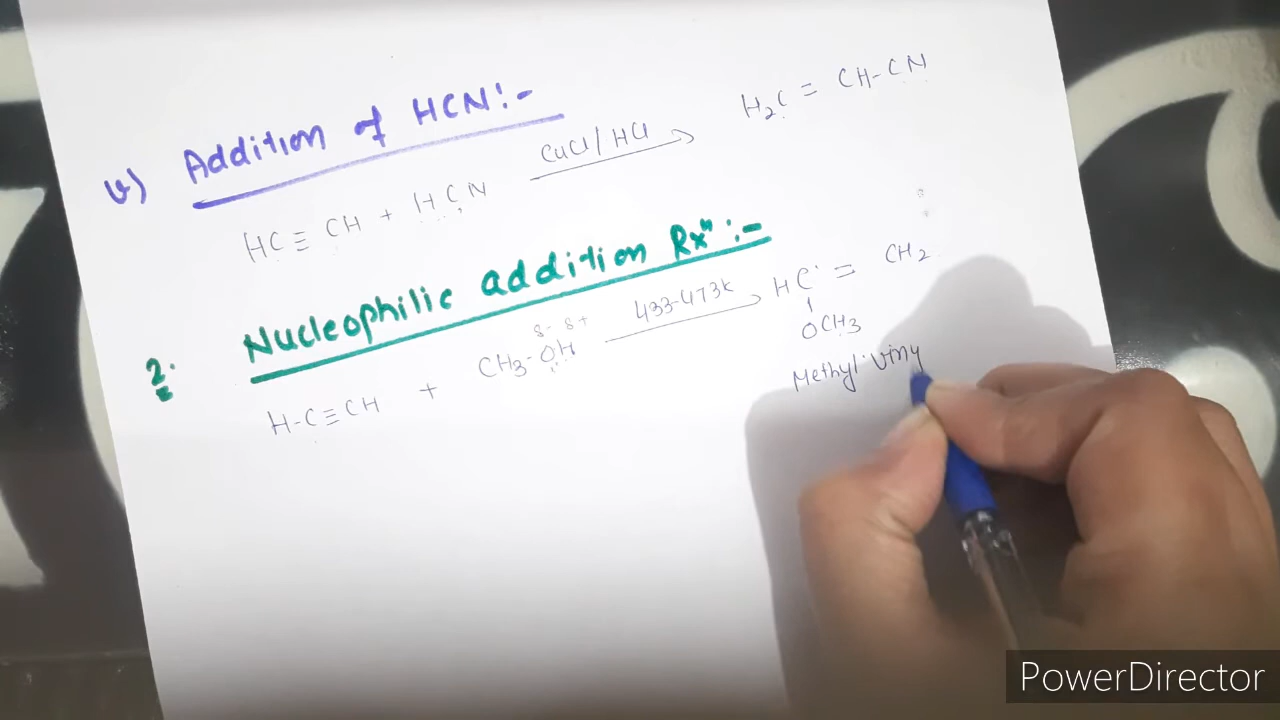 v) Addition of HCN:-
HC≡CH + HCN CuCl/HCl → H2C = CH-CN
2. Nucleophilic addition Rxn:-
H-C≡CH + CH3-OH 433-473K → HC = CH2
δ- δ+
OCH3
Methyl viny
PowerDirector